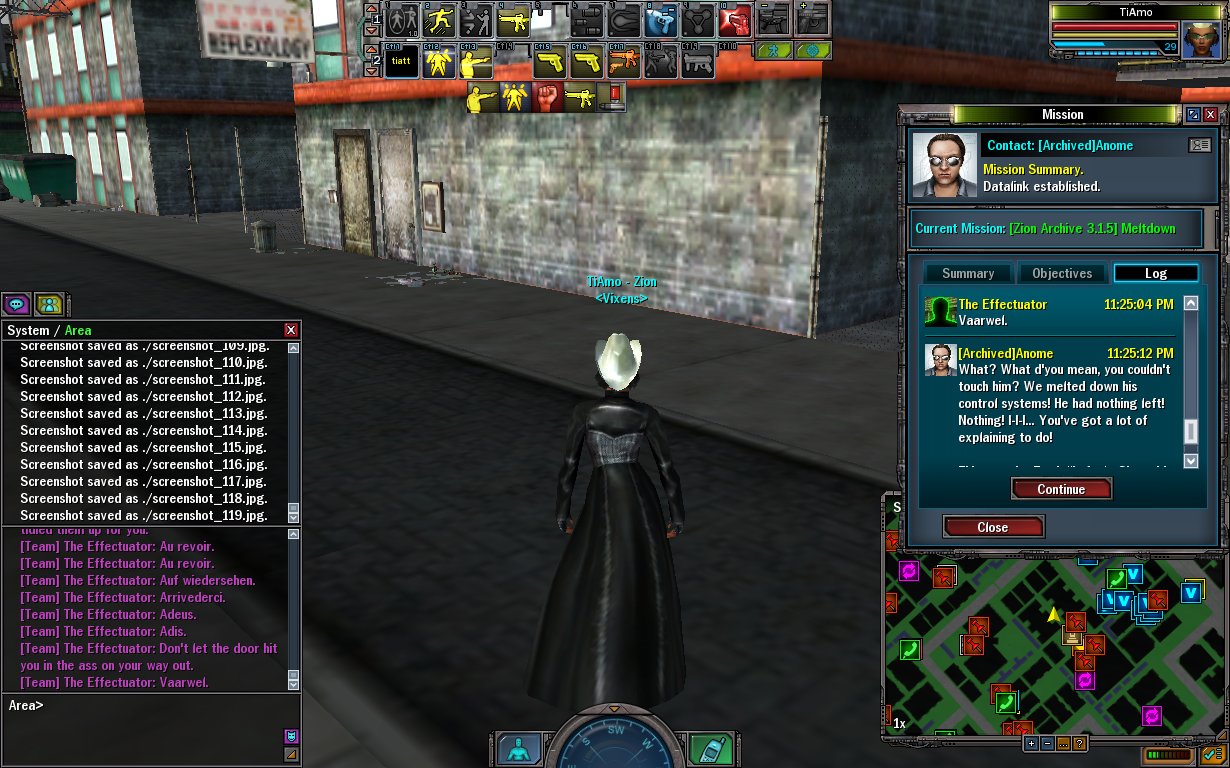 REFLEXOLOGY
1
2
tiatt
TiAmo
29
Mission
Contact: [Archived]Anome
Mission Summary.
Datalink established.
Current Mission: [Zion Archive 3.1.5] Meltdown
Summary
Objectives
Log
The Effectuator 11:25:04 PM
Vaarwel.
[Archived]Anome 11:25:12 PM
What? What d'you mean, you couldn't
touch him? We melted down his
control systems! He had nothing left!
Nothing! I-I-I... You've got a lot of
explaining to do!
Continue
Close
TiAmo - Zion
<Vixens>
System / Area
Screenshot saved as ./screenshot_109.jpg.
Screenshot saved as ./screenshot_110.jpg.
Screenshot saved as ./screenshot_111.jpg.
Screenshot saved as ./screenshot_112.jpg.
Screenshot saved as ./screenshot_113.jpg.
Screenshot saved as ./screenshot_114.jpg.
Screenshot saved as ./screenshot_115.jpg.
Screenshot saved as ./screenshot_116.jpg.
Screenshot saved as ./screenshot_117.jpg.
Screenshot saved as ./screenshot_118.jpg.
Screenshot saved as ./screenshot_119.jpg.
them up for you.
[Team] The Effectuator: Au revoir.
[Team] The Effectuator: Au revoir.
[Team] The Effectuator: Auf wiedersehen.
[Team] The Effectuator: Arrivederci.
[Team] The Effectuator: Adeus.
[Team] The Effectuator: Adis.
[Team] The Effectuator: Don't let the door hit
you in the ass on your way out.
[Team] The Effectuator: Vaarwel.
Area>
S
SW
W
1x